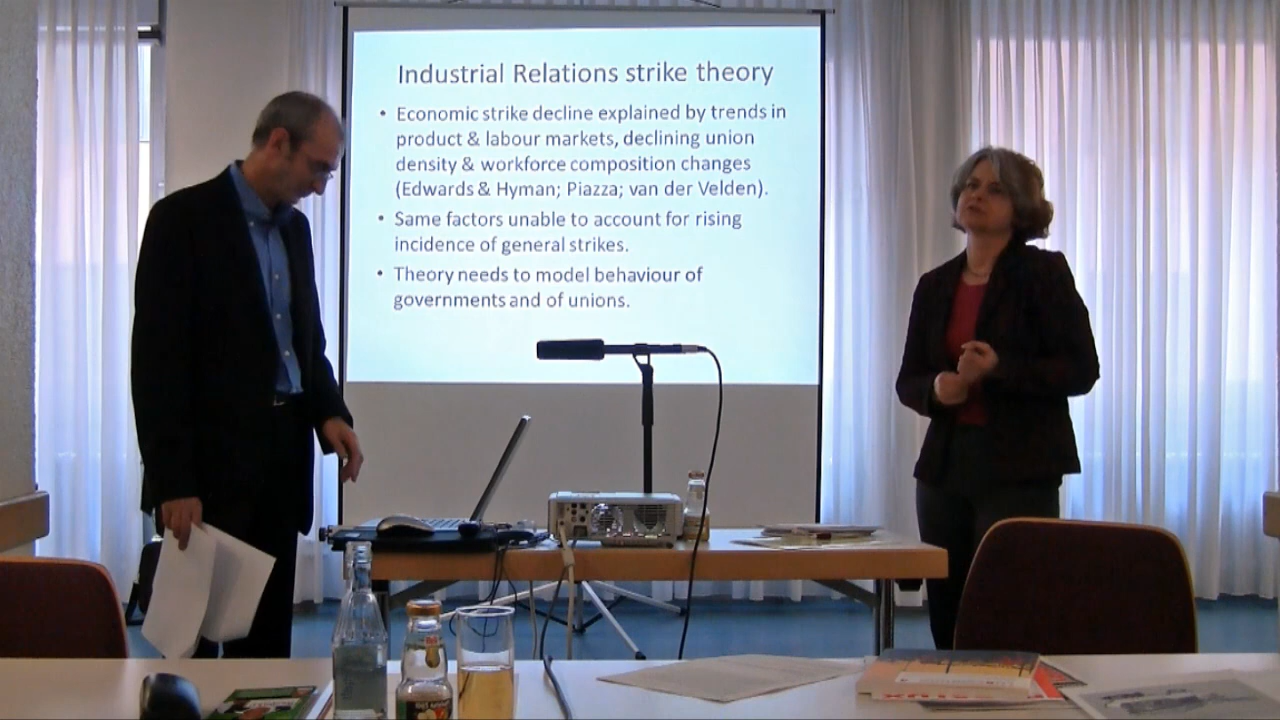 Industrial Relations strike theory
• Economic strike decline explained by trends in
product & labour markets, declining union
density & workforce composition changes
(Edwards & Hyman; Piazza; van der Velden).
• Same factors unable to account for rising
incidence of general strikes.
• Theory needs to model behaviour of
governments and of unions.